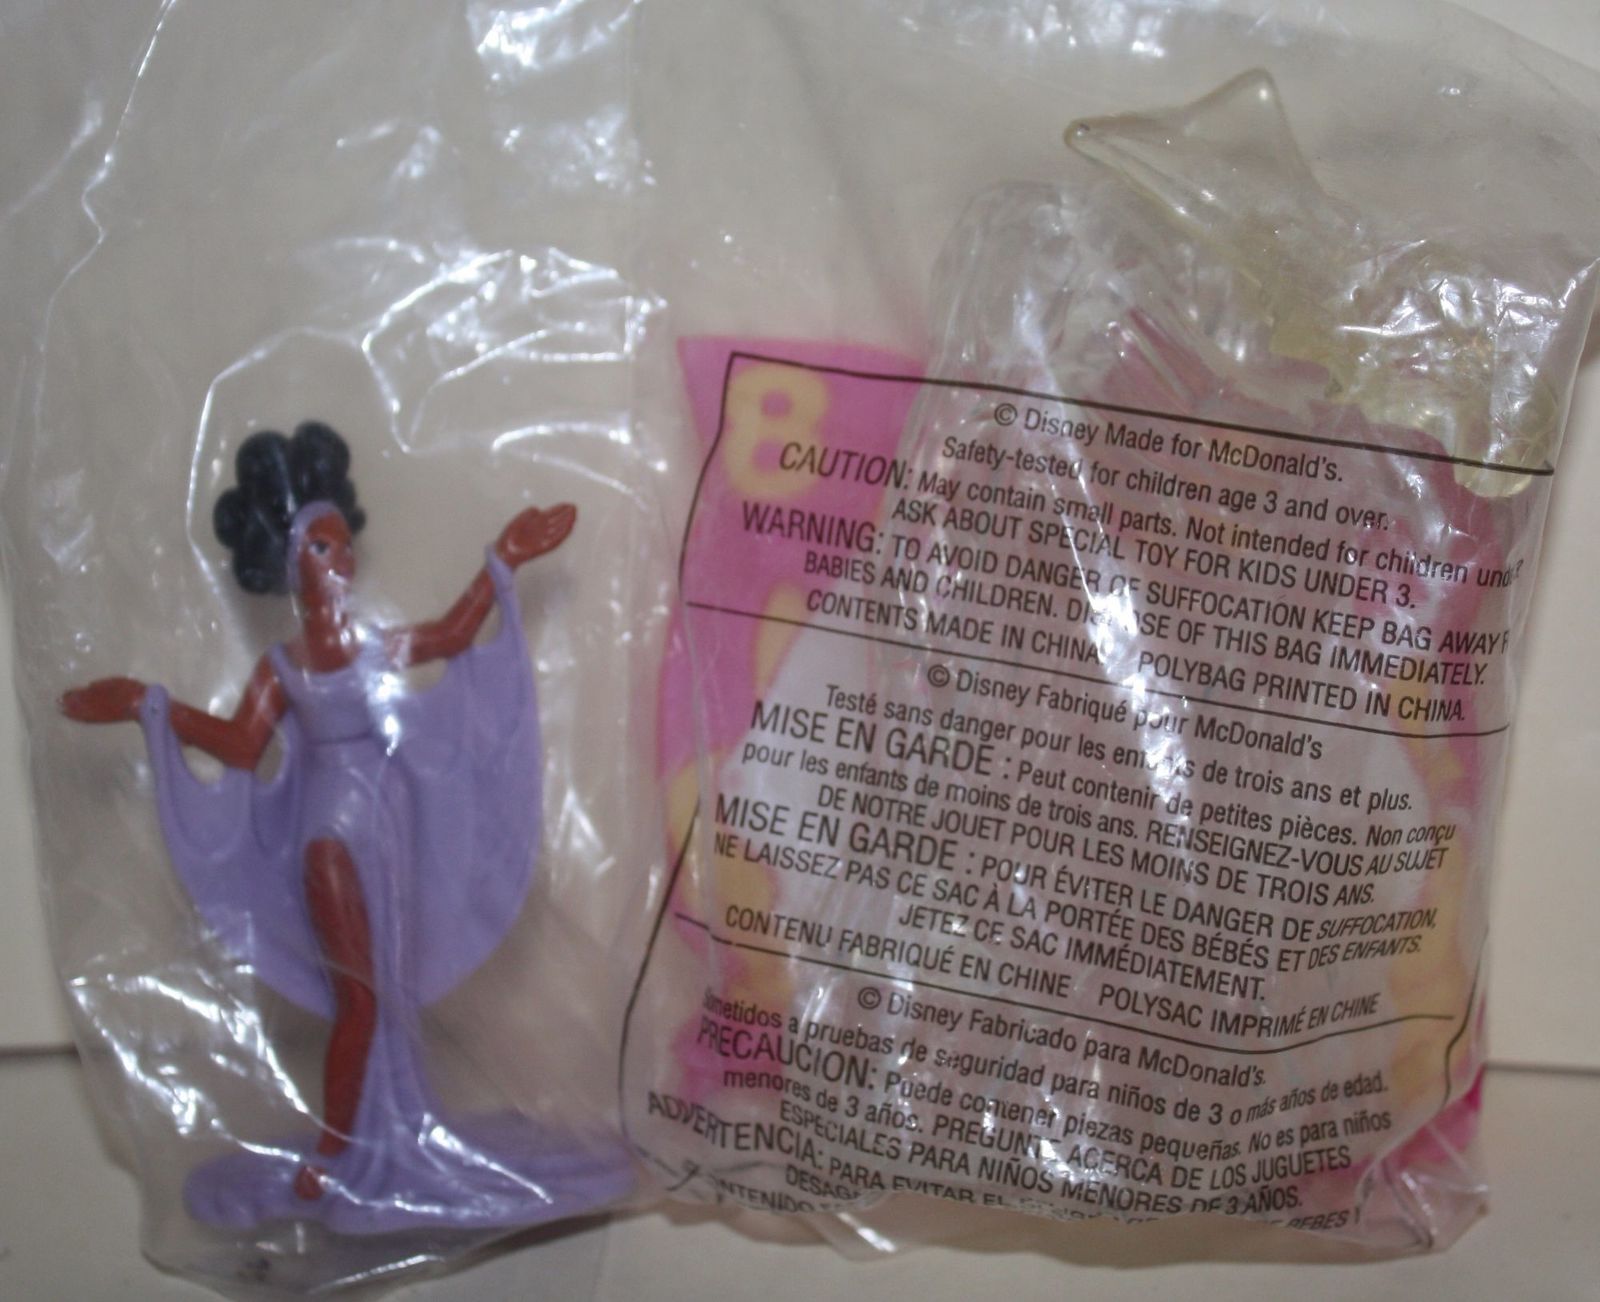 8
© Disney Made for McDonald's.
Safety-tested for children age 3 and over.
CAUTION: May contain small parts. Not intended for children under
ASK ABOUT SPECIAL TOY FOR KIDS UNDER 3.
WARNING: TO AVOID DANGER OF SUFFOCATION KEEP BAG AWAY
BABIES AND CHILDREN. DISPOSE OF THIS BAG IMMEDIATELY.
CONTENTS MADE IN CHINA POLYBAG PRINTED IN CHINA.
© Disney Fabriqué pour McDonald's
Testé sans danger pour les enfants de trois ans et plus.
MISE EN GARDE : Peut contenir de petites pièces. Non conçu
pour les enfants de moins de trois ans. RENSEIGNEZ-VOUS AU SUJET
DE NOTRE JOUET POUR LES MOINS DE TROIS ANS.
MISE EN GARDE : POUR ÉVITER LE DANGER DE SUFFOCATION,
NE LAISSEZ PAS CE SAC À LA PORTÉE DES BÉBÉS ET DES ENFANTS.
JETEZ CE SAC IMMÉDIATEMENT.
CONTENU FABRIQUÉ EN CHINE POLYSAC IMPRIMÉ EN CHINE
© Disney Fabricado para McDonald's.
Sometidos a pruebas de seguridad para niños de 3 o más años de edad.
PRECAUCION: Puede contener piezas pequeñas. No es para niños
menores de 3 años. PREGUNTE ACERCA DE LOS JUGUETES
ESPECIALES PARA NIÑOS MENORES DE 3 AÑOS.
ADVERTENCIA: PARA EVITAR EL
BEBES